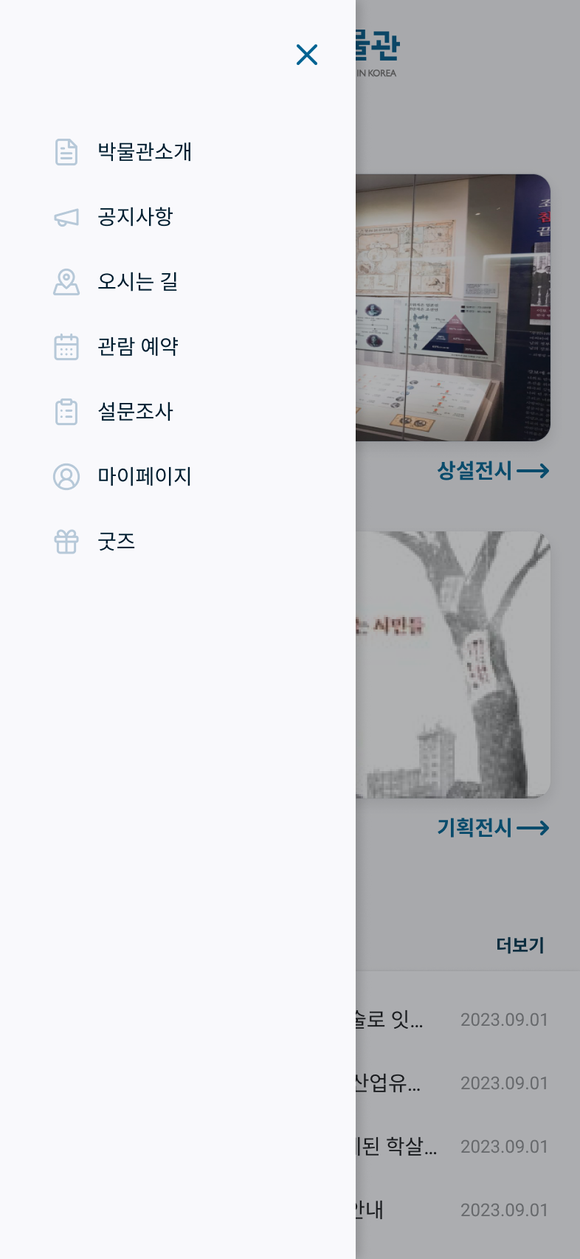 물관
IN KOREA
박물관소개
공지사항
오시는 길
관람 예약
설문조사
마이페이지
굿즈
상설전시
는 시민들
기획전시
더보기
술로 잇...
2023.09.01
산업유...
2023.09.01
된 학살...
2023.09.01
안내
2023.09.01